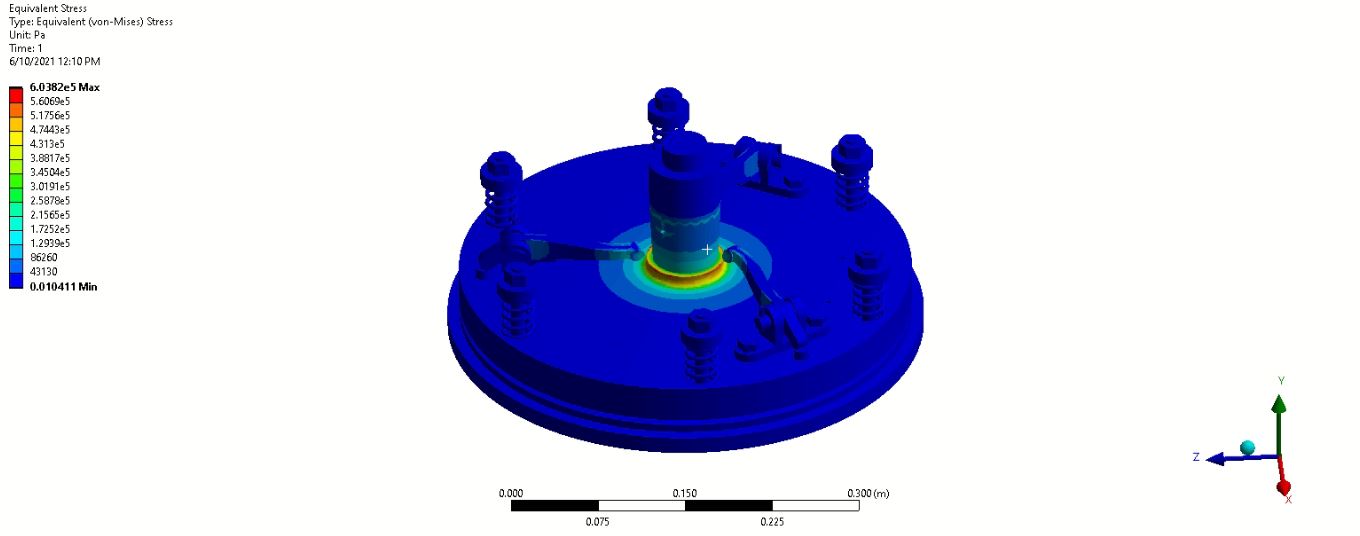 Equivalent Stress
Type: Equivalent (von-Mises) Stress
Unit: Pa
Time: 1
6/10/2021 12:10 PM
6.0382e5 Max
5.6069e5
5.1756e5
4.7443e5
4.313e5
3.8817e5
3.4504e5
3.0191e5
2.5878e5
2.1565e5
1.7252e5
1.2939e5
86260
43130
0.010411 Min
0.000 0.150 0.300 (m)
0.075 0.225
Y
Z
X